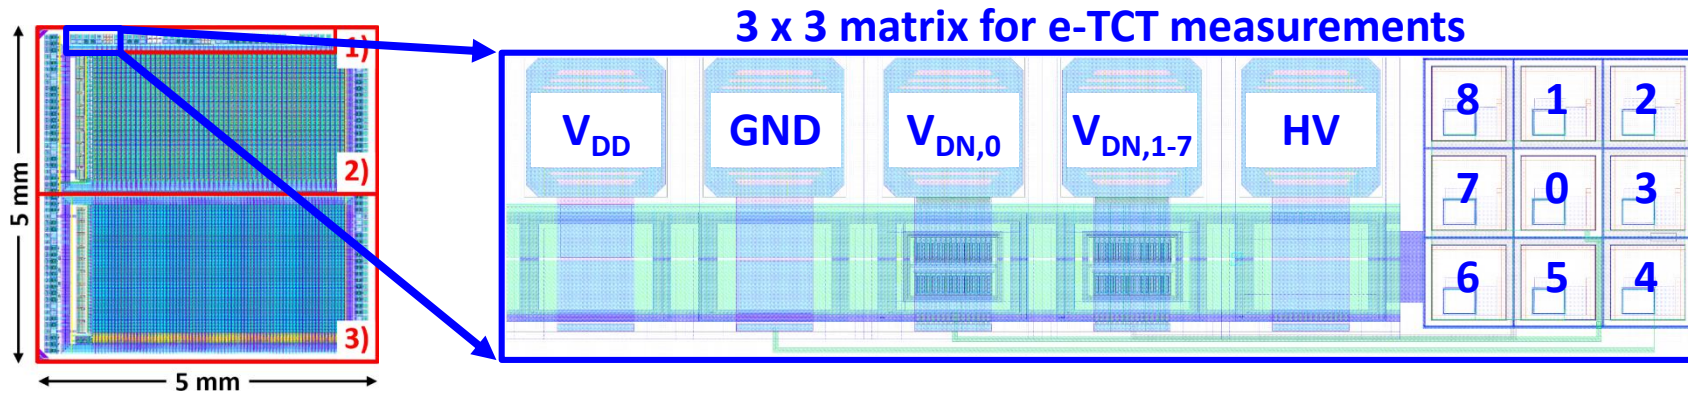 3 x 3 matrix for e-TCT measurements
1)
2)
3)
5 mm
5 mm
VDD
GND
VDN,0
VDN,1-7
HV
8 1 2
7 0 3
6 5 4